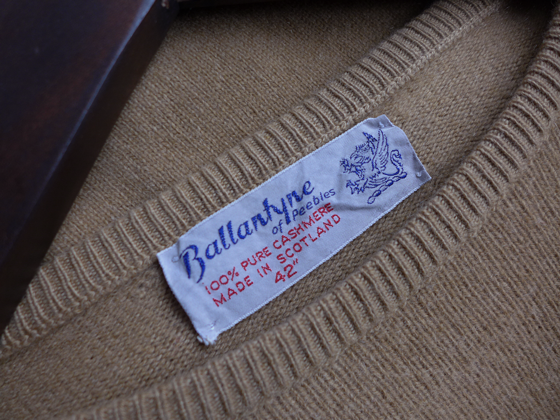 Ballantyne
of Peebles
100% PURE CASHMERE
MADE IN SCOTLAND
42"